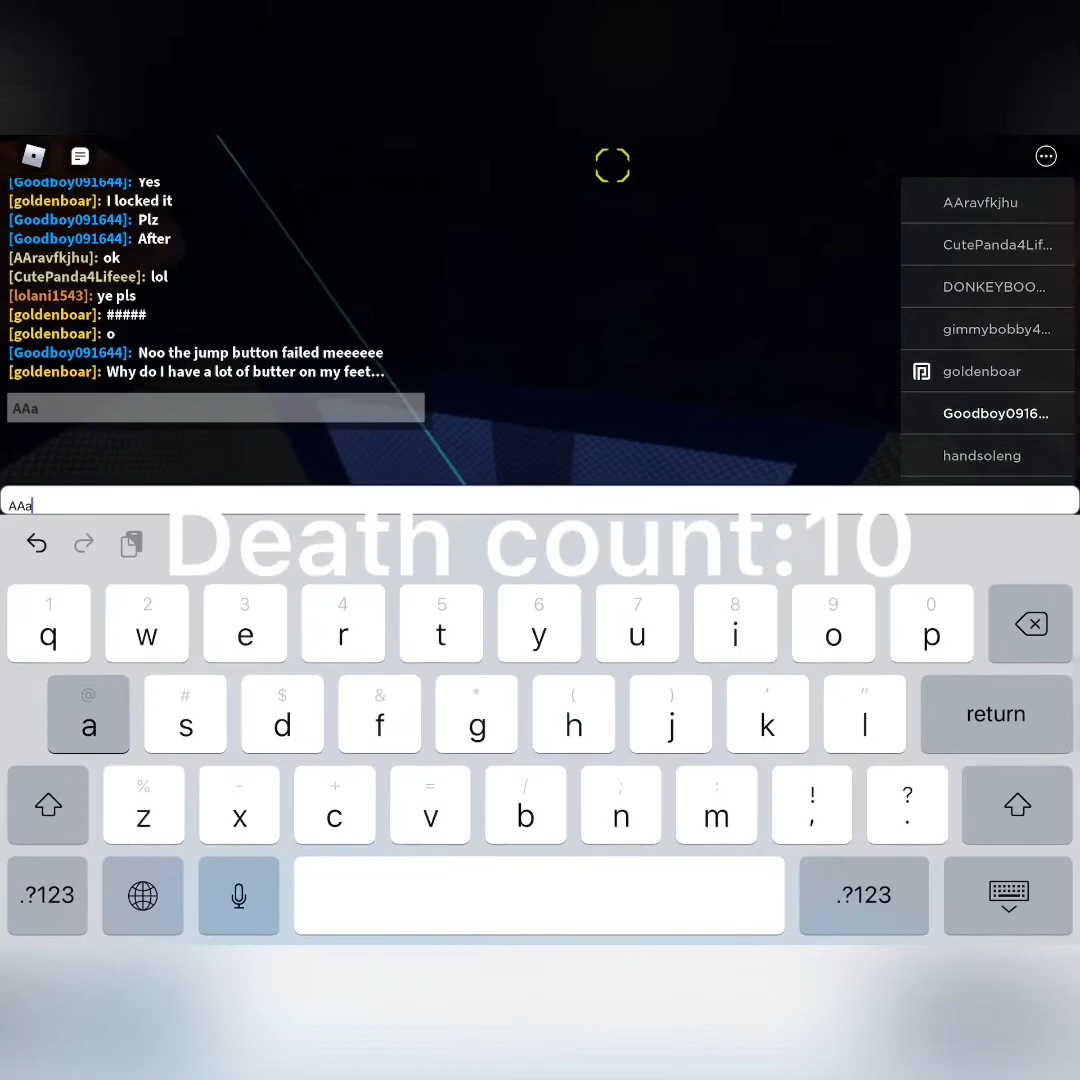 [Goodboy091644]: Yes
[goldenboar]: I locked it
[Goodboy091644]: Plz
[Goodboy091644]: After
[AAravfkjhu]: ok
[CutePanda4Lifeee]: lol
[lolani1543]: ye pls
[goldenboar]: #####
[goldenboar]: o
[Goodboy091644]: Noo the jump button failed meeeeee
[goldenboar]: Why do I have a lot of butter on my feet...
AAa
AAravfkjhu
CutePanda4Lif...
DONKEYBOO...
gimmybobby4...
goldenboar
Goodboy0916...
handsoleng
AAa
Death count:10
1 2 3 4 5 6 7 8 9 0
q w e r t y u i o p
@ # $ & * ( ) ' "
a s d f g h j k l return
% - + = / ; : ! ?
z x c v b n m , .
.?123 .?123